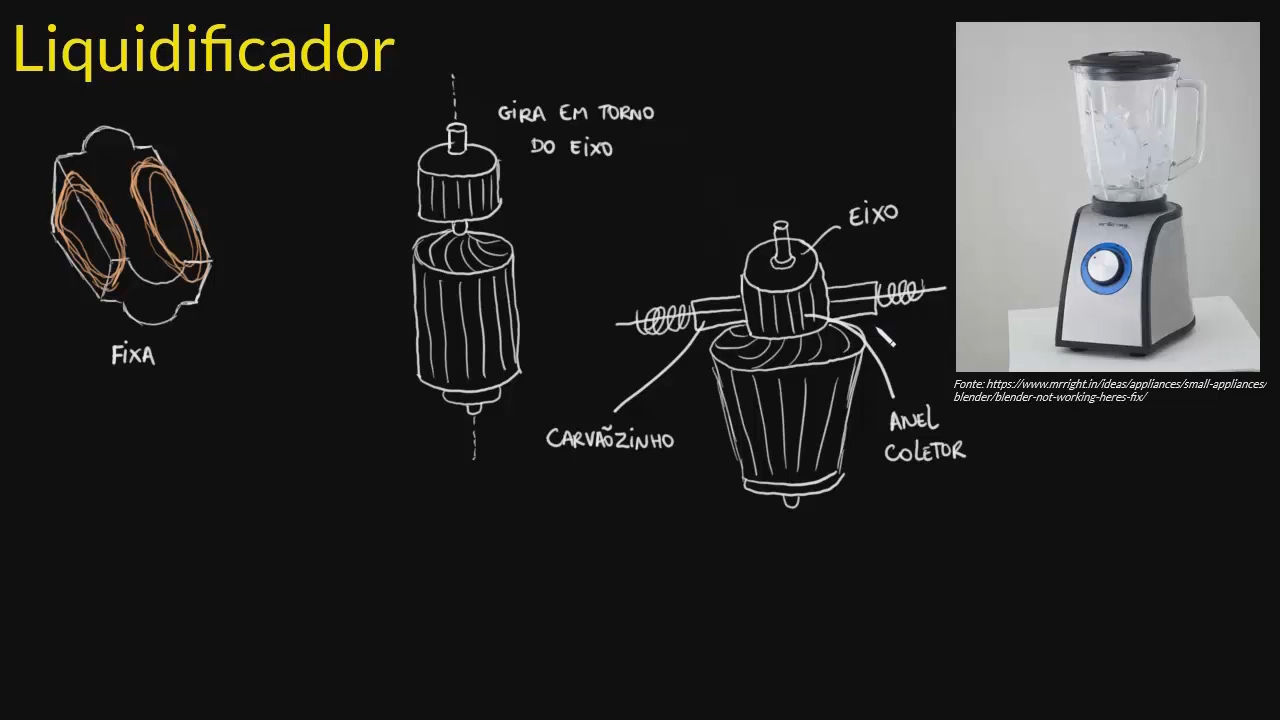 Liquidificador
GIRA EM TORNO
DO EIXO
EIXO
FIXA
CARVAÕZINHO
ANEL
COLETOR
Fonte: https://www.mrright.in/ideas/appliances/small-appliances/
blender/blender-not-working-heres-fix/